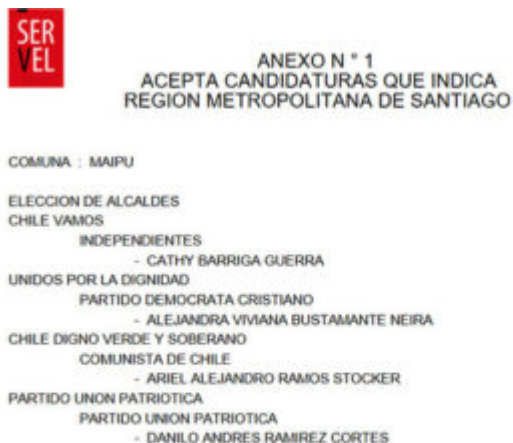 SER
VEL
ANEXO N ° 1
ACEPTA CANDIDATURAS QUE INDICA
REGION METROPOLITANA DE SANTIAGO
COMUNA : MAIPU
ELECCION DE ALCALDES
CHILE VAMOS
INDEPENDIENTES
- CATHY BARRIGA GUERRA
UNIDOS POR LA DIGNIDAD
PARTIDO DEMOCRATA CRISTIANO
- ALEJANDRA VIVIANA BUSTAMANTE NEIRA
CHILE DIGNO VERDE Y SOBERANO
COMUNISTA DE CHILE
- ARIEL ALEJANDRO RAMOS STOCKER
PARTIDO UNON PATRIOTICA
PARTIDO UNION PATRIOTICA
- DANILO ANDRES RAMIREZ CORTES